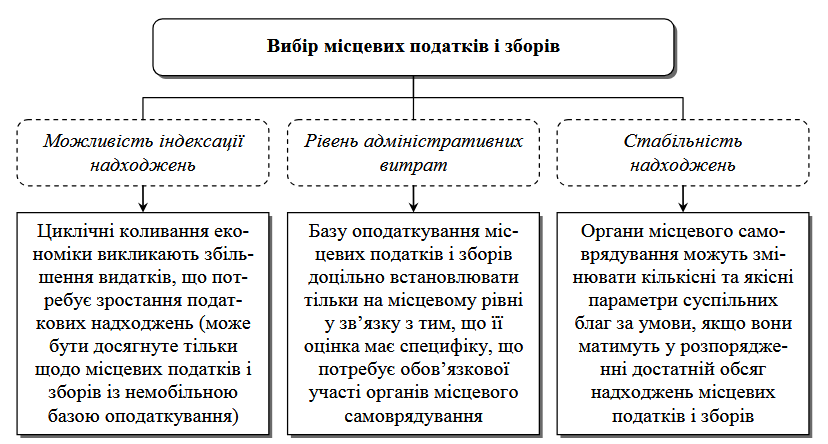 Вибір місцевих податків і зборів
Можливість індексації
надходжень
Рівень адміністративних
витрат
Стабільність
надходжень
Циклічні коливання еко-
номіки викликають збіль-
шення видатків, що пот-
ребує зростання подат-
кових надходжень (може
бути досягнуте тільки
щодо місцевих податків і
зборів із немобільною
базою оподаткування)
Базу оподаткування міс-
цевих податків і зборів
доцільно встановлювати
тільки на місцевому рівні
у зв’язку з тим, що її
оцінка має специфіку, що
потребує обов’язкової
участі органів місцевого
самоврядування
Органи місцевого само-
врядування можуть змі-
нювати кількісні та якісні
параметри суспільних
благ за умови, якщо вони
матимуть у розпорядже-
нні достатній обсяг
надходжень місцевих
податків і зборів